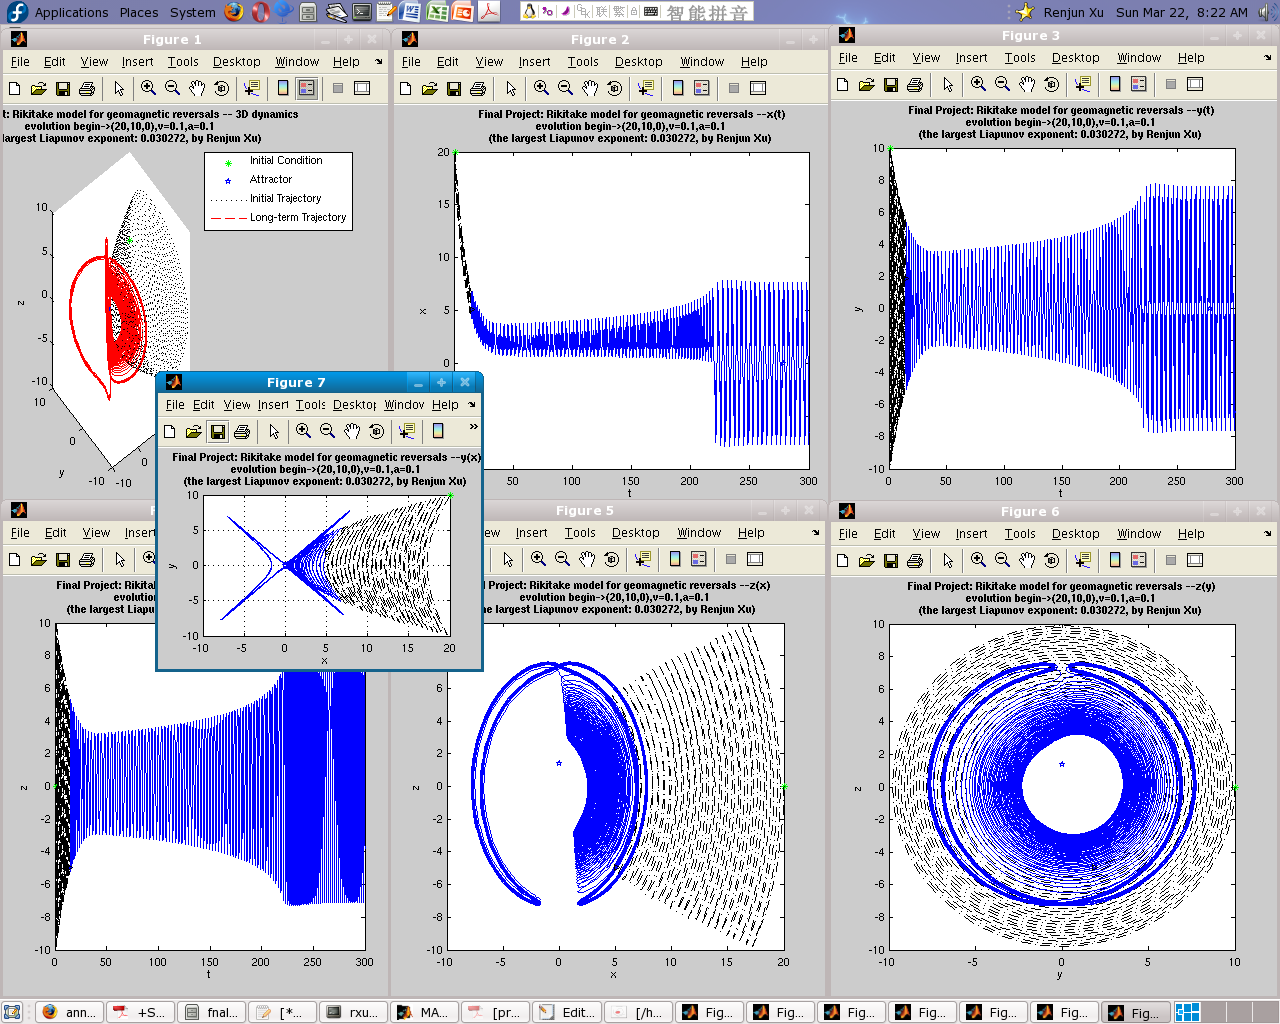 Applications Places System
智能拼音
Renjun Xu Sun Mar 22, 8:22 AM
Figure 1
File Edit View Insert Tools Desktop Window Help
t: Rikitake model for geomagnetic reversals -- 3D dynamics
evolution begin->(20,10,0),v=0.1,a=0.1
largest Liapunov exponent: 0.030272, by Renjun Xu)
Initial Condition
Attractor
Initial Trajectory
Long-term Trajectory
10
5
0
-5
-10
z
10
0
-10
y
-10
0
Figure 2
File Edit View Insert Tools Desktop Window Help
Final Project: Rikitake model for geomagnetic reversals --x(t)
evolution begin->(20,10,0),v=0.1,a=0.1
(the largest Liapunov exponent: 0.030272, by Renjun Xu)
20
15
10
5
0
x
50 100 150 200 250 300
t
Figure 3
File Edit View Insert Tools Desktop Window Help
Final Project: Rikitake model for geomagnetic reversals --y(t)
evolution begin->(20,10,0),v=0.1,a=0.1
(the largest Liapunov exponent: 0.030272, by Renjun Xu)
10
8
6
4
2
0
-2
-4
-6
-8
-10
y
0 50 100 150 200 250 300
t
Figure 7
File Edit View Insert Tools Desktop Window Help
Final Project: Rikitake model for geomagnetic reversals --y(x)
evolution begin->(20,10,0),v=0.1,a=0.1
(the largest Liapunov exponent: 0.030272, by Renjun Xu)
10
5
0
-5
-10
y
-10 -5 0 5 10 15 20
x
F
File Edit View Insert
Final Project: Rikita
evolution
(the largest Liapu
10
8
6
4
2
0
-2
-4
-6
-8
-10
z
0 50 100 150 200 250 300
t
Figure 5
ew Insert Tools Desktop Window Help
l Project: Rikitake model for geomagnetic reversals --z(x)
evolution begin->(20,10,0),v=0.1,a=0.1
he largest Liapunov exponent: 0.030272, by Renjun Xu)
4
2
0
-2
-4
-6
-8
-10
z
-10 -5 0 5 10 15 20
x
Figure 6
File Edit View Insert Tools Desktop Window Help
Final Project: Rikitake model for geomagnetic reversals --z(y)
evolution begin->(20,10,0),v=0.1,a=0.1
(the largest Liapunov exponent: 0.030272, by Renjun Xu)
10
8
6
4
2
0
-2
-4
-6
-8
-10
z
-10 -5 0 5 10
y
ann... +S... fnal... [*... rxu... MA... [pr... Edit... [/h... Fig... Fig... Fig... Fig... Fig... Fig... Fig...